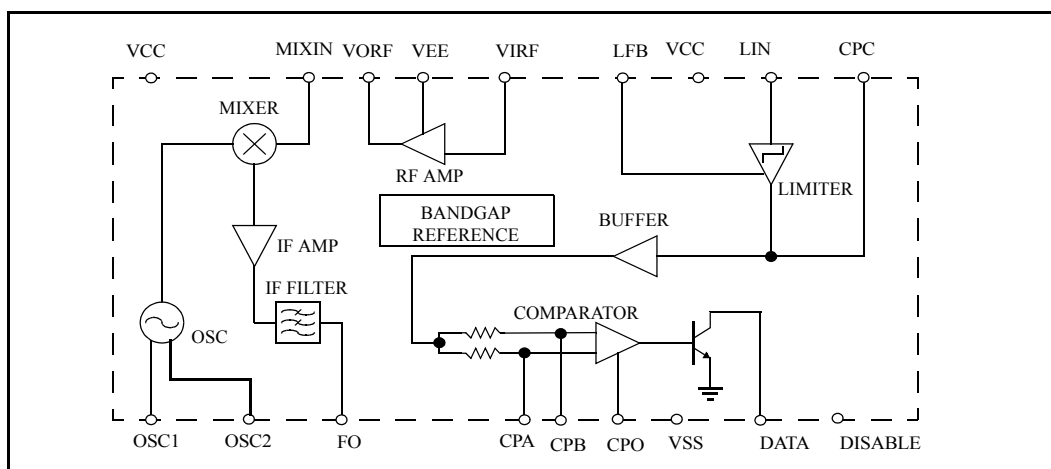 VCC MIXIN VORF VEE VIRF LFB VCC LIN CPC
MIXER
RF AMP
LIMITER
BANDGAP
REFERENCE
BUFFER
IF AMP
IF FILTER
OSC
COMPARATOR
OSC1 OSC2 FO CPA CPB CPO VSS DATA DISABLE